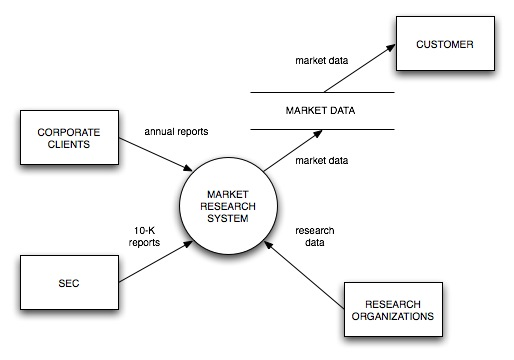 CUSTOMER
market data
MARKET DATA
CORPORATE
CLIENTS
annual reports
market data
MARKET
RESEARCH
SYSTEM
10-K
reports
research
data
SEC
RESEARCH
ORGANIZATIONS